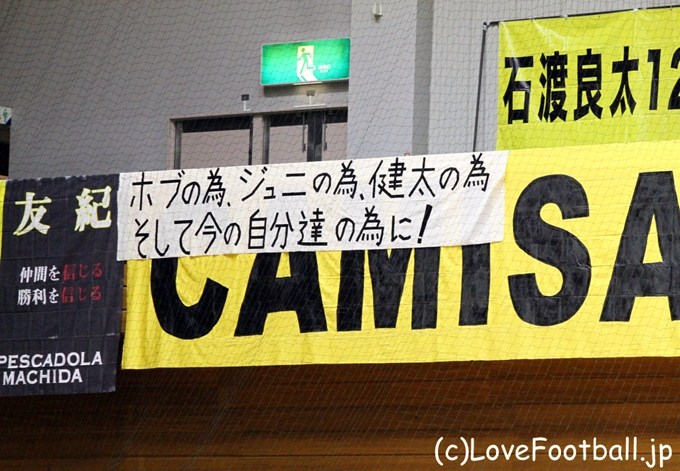 石渡良太12
ホブの為、ジュニの為、健太の為
そして今の自分達の為に!
友紀
仲間を信じる
勝利を信じる
PESCADOLA
MACHIDA
CAMISA
(c)LoveFootball.jp